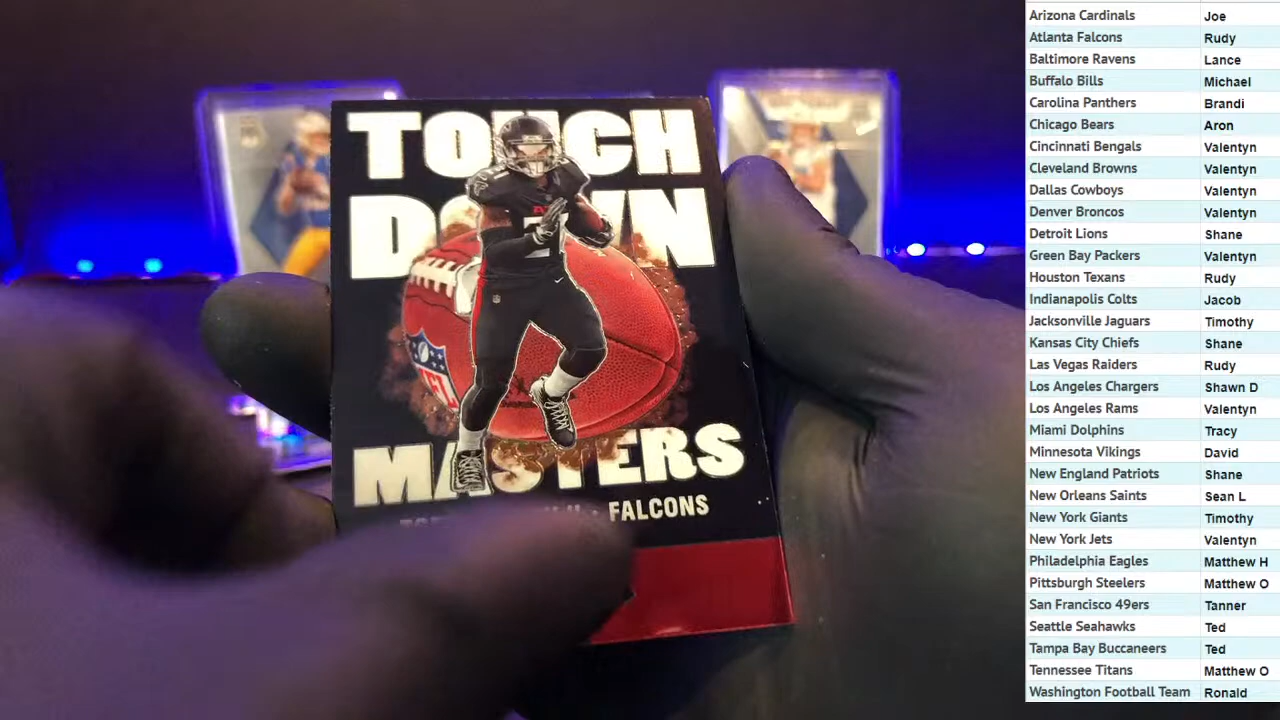 TOUCH
DOWN
MASTERS
FALCONS
NFL
Arizona Cardinals Joe
Atlanta Falcons Rudy
Baltimore Ravens Lance
Buffalo Bills Michael
Carolina Panthers Brandi
Chicago Bears Aron
Cincinnati Bengals Valentyn
Cleveland Browns Valentyn
Dallas Cowboys Valentyn
Denver Broncos Valentyn
Detroit Lions Shane
Green Bay Packers Valentyn
Houston Texans Rudy
Indianapolis Colts Jacob
Jacksonville Jaguars Timothy
Kansas City Chiefs Shane
Las Vegas Raiders Rudy
Los Angeles Chargers Shawn D
Los Angeles Rams Valentyn
Miami Dolphins Tracy
Minnesota Vikings David
New England Patriots Shane
New Orleans Saints Sean L
New York Giants Timothy
New York Jets Valentyn
Philadelphia Eagles Matthew H
Pittsburgh Steelers Matthew O
San Francisco 49ers Tanner
Seattle Seahawks Ted
Tampa Bay Buccaneers Ted
Tennessee Titans Matthew O
Washington Football Team Ronald